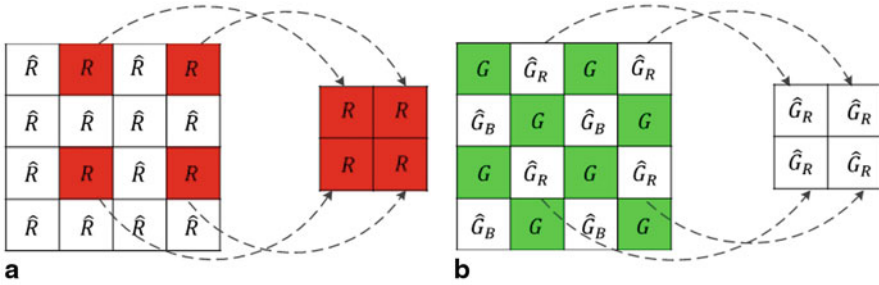 R̂ R R̂ R
R̂ R̂ R̂ R̂
R̂ R R̂ R
R̂ R̂ R̂ R̂
R R
R R
a
G Ĝ_R G Ĝ_R
Ĝ_B G Ĝ_B G
G Ĝ_R G Ĝ_R
Ĝ_B G Ĝ_B G
Ĝ_R Ĝ_R
Ĝ_R Ĝ_R
b